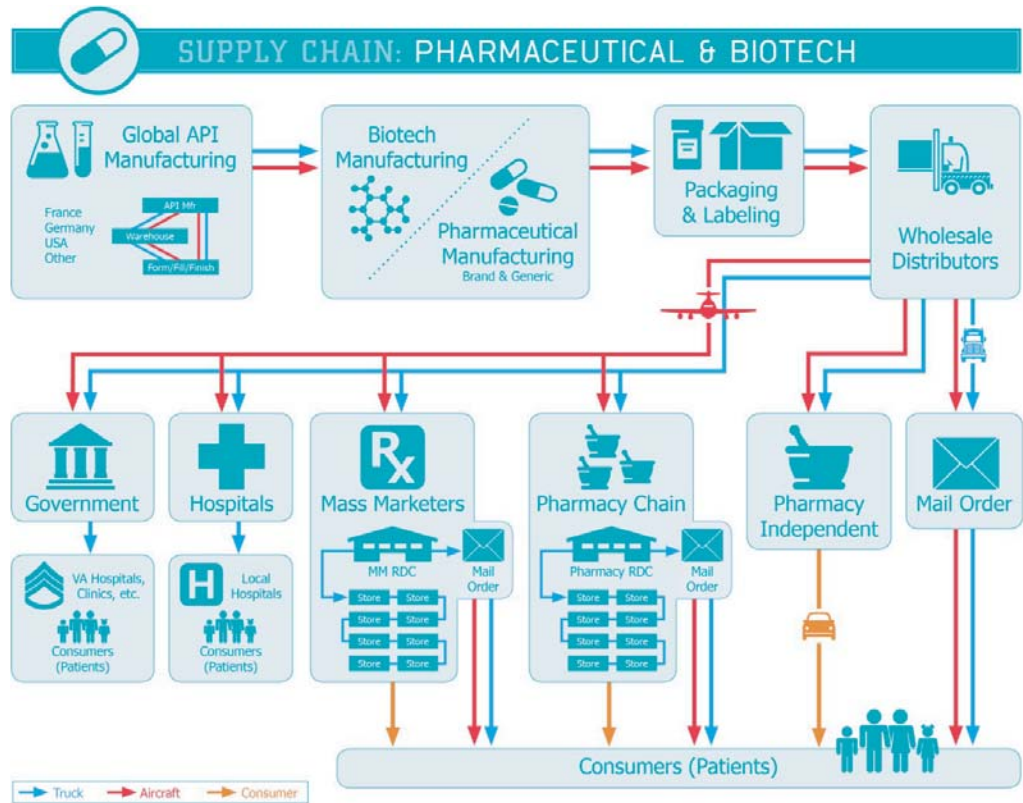 SUPPLY CHAIN: PHARMACEUTICAL & BIOTECH
Global API
Manufacturing
France
Germany
USA
Other
API Mfr
Warehouse
Form/Fill/Finish
Biotech
Manufacturing
Pharmaceutical
Manufacturing
Brand & Generic
Packaging
& Labeling
Wholesale
Distributors
Government
VA Hospitals,
Clinics, etc.
Consumers
(Patients)
Hospitals
H
Local
Hospitals
Consumers
(Patients)
Rx
Mass Marketers
MM RDC
Mail
Order
Store Store
Store Store
Store Store
Store Store
Pharmacy Chain
Pharmacy RDC
Mail
Order
Store Store
Store Store
Store Store
Store Store
Pharmacy
Independent
Mail Order
Consumers (Patients)
Truck Aircraft Consumer